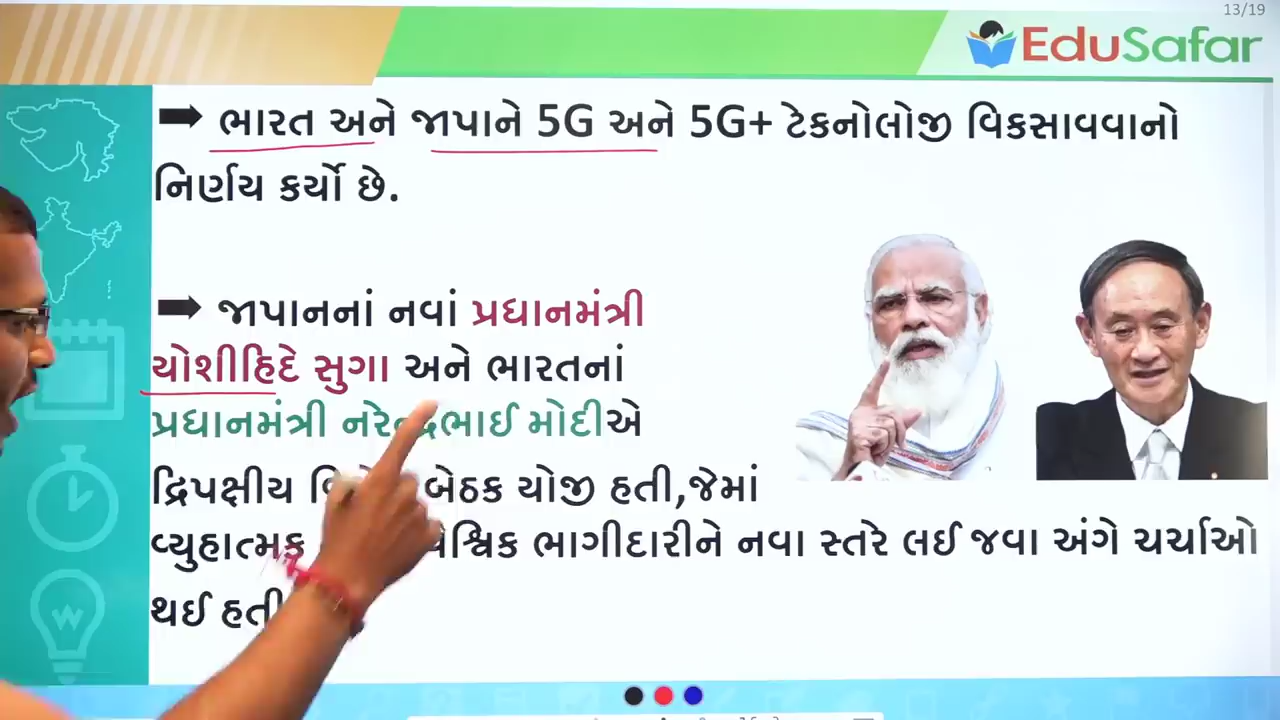 13/19
EduSafar
ભારત અને જાપાને 5G અને 5G+ ટેકનોલોજી વિકસાવવાનો
નિર્ણય કર્યો છે.
જાપાનનાં નવાં પ્રધાનમંત્રી
યોશીહિદે સુગા અને ભારતનાં
પ્રધાનમંત્રી નરેન્દ્રભાઈ મોદીએ
દ્રિપક્ષીય બેઠક યોજી હતી,જેમાં
વ્યુહાત્મક વૈશ્વિક ભાગીદારીને નવા સ્તરે લઈ જવા અંગે ચર્ચાઓ
થઈ હતી